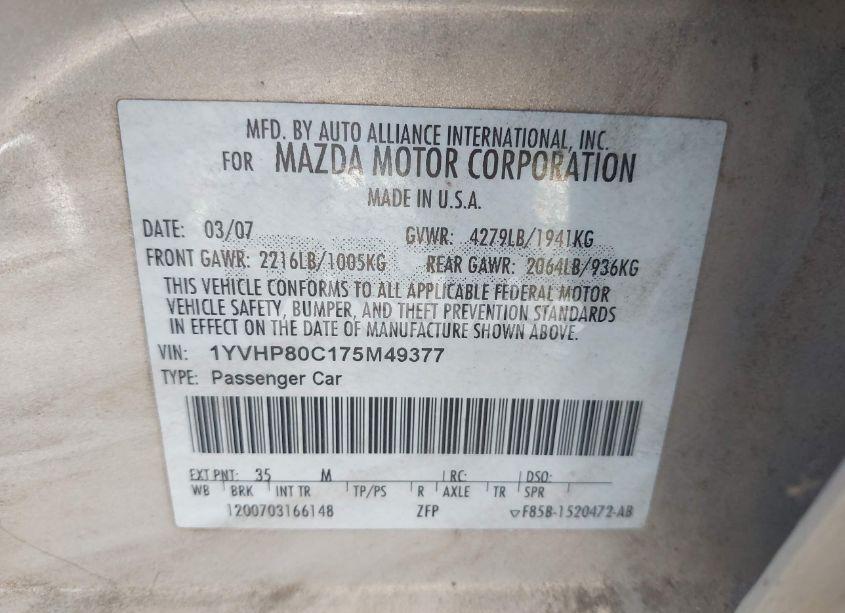 MFD. BY AUTO ALLIANCE INTERNATIONAL, INC.
FOR MAZDA MOTOR CORPORATION
MADE IN U.S.A.
DATE: 03/07 GVWR: 4279LB/1941KG
FRONT GAWR: 2216LB/1005KG REAR GAWR: 2064LB/936KG
THIS VEHICLE CONFORMS TO ALL APPLICABLE FEDERAL MOTOR
VEHICLE SAFETY, BUMPER, AND THEFT PREVENTION STANDARDS
IN EFFECT ON THE DATE OF MANUFACTURE SHOWN ABOVE.
VIN: 1YVHP80C175M49377
TYPE: Passenger Car
EXT PNT: 35 M RC: DSO:
WB BRK INT TR TP/PS R AXLE TR SPR
1200703166148 ZFP F85B-1520472-AB